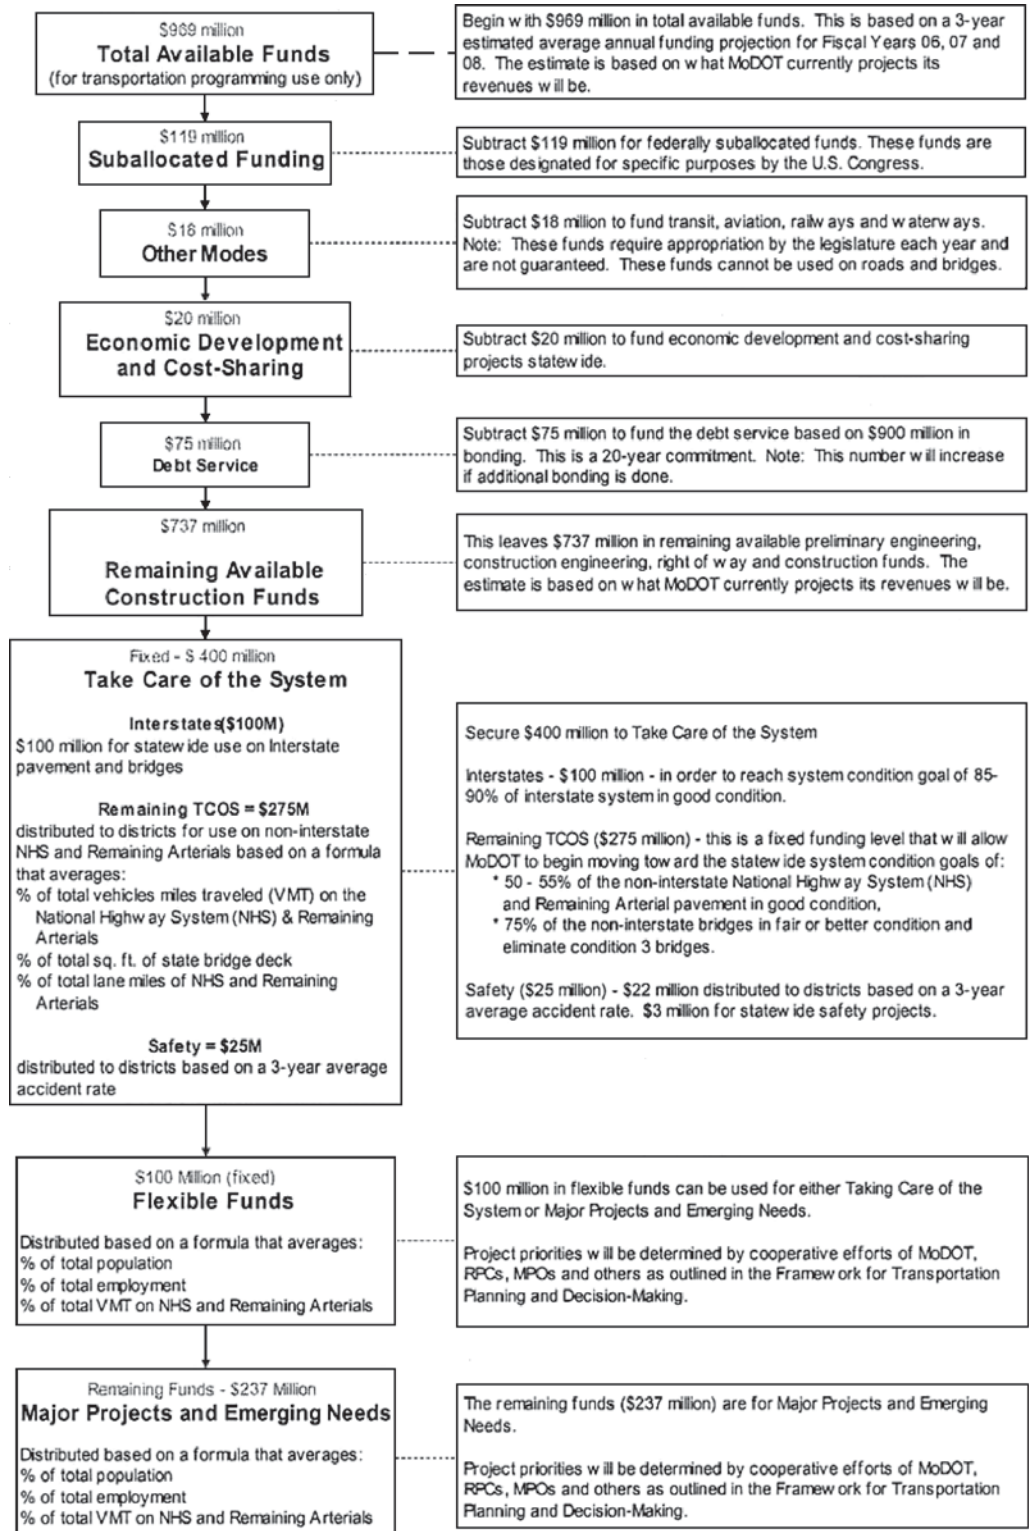 $969 million
Total Available Funds
(for transportation programming use only)
Begin with $969 million in total available funds. This is based on a 3-year
estimated average annual funding projection for Fiscal Years 06, 07 and
08. The estimate is based on what MoDOT currently projects its
revenues will be.
$119 million
Suballocated Funding
Subtract $119 million for federally suballocated funds. These funds are
those designated for specific purposes by the U.S. Congress.
$18 million
Other Modes
Subtract $18 million to fund transit, aviation, railways and waterways.
Note: These funds require appropriation by the legislature each year and
are not guaranteed. These funds cannot be used on roads and bridges.
$20 million
Economic Development
and Cost-Sharing
Subtract $20 million to fund economic development and cost-sharing
projects statewide.
$75 million
Debt Service
Subtract $75 million to fund the debt service based on $900 million in
bonding. This is a 20-year commitment. Note: This number will increase
if additional bonding is done.
$737 million
Remaining Available
Construction Funds
This leaves $737 million in remaining available preliminary engineering,
construction engineering, right of way and construction funds. The
estimate is based on what MoDOT currently projects its revenues will be.
Fixed - $ 400 million
Take Care of the System
Interstates($100M)
$100 million for statewide use on Interstate
pavement and bridges
Remaining TCOS = $275M
distributed to districts for use on non-interstate
NHS and Remaining Arterials based on a formula
that averages:
% of total vehicles miles traveled (VMT) on the
National Highway System (NHS) & Remaining
Arterials
% of total sq. ft. of state bridge deck
% of total lane miles of NHS and Remaining
Arterials
Safety = $25M
distributed to districts based on a 3-year average
accident rate
Secure $400 million to Take Care of the System
Interstates - $100 million - in order to reach system condition goal of 85-
90% of interstate system in good condition.
Remaining TCOS ($275 million) - this is a fixed funding level that will allow
MoDOT to begin moving toward the statewide system condition goals of:
* 50 - 55% of the non-interstate National Highway System (NHS)
and Remaining Arterial pavement in good condition,
* 75% of the non-interstate bridges in fair or better condition and
eliminate condition 3 bridges.
Safety ($25 million) - $22 million distributed to districts based on a 3-year
average accident rate. $3 million for statewide safety projects.
$100 Million (fixed)
Flexible Funds
Distributed based on a formula that averages:
% of total population
% of total employment
% of total VMT on NHS and Remaining Arterials
$100 million in flexible funds can be used for either Taking Care of the
System or Major Projects and Emerging Needs.
Project priorities will be determined by cooperative efforts of MoDOT,
RPCs, MPOs and others as outlined in the Framework for Transportation
Planning and Decision-Making.
Remaining Funds - $237 Million
Major Projects and Emerging Needs
Distributed based on a formula that averages:
% of total population
% of total employment
% of total VMT on NHS and Remaining Arterials
The remaining funds ($237 million) are for Major Projects and Emerging
Needs.
Project priorities will be determined by cooperative efforts of MoDOT,
RPCs, MPOs and others as outlined in the Framework for Transportation
Planning and Decision-Making.